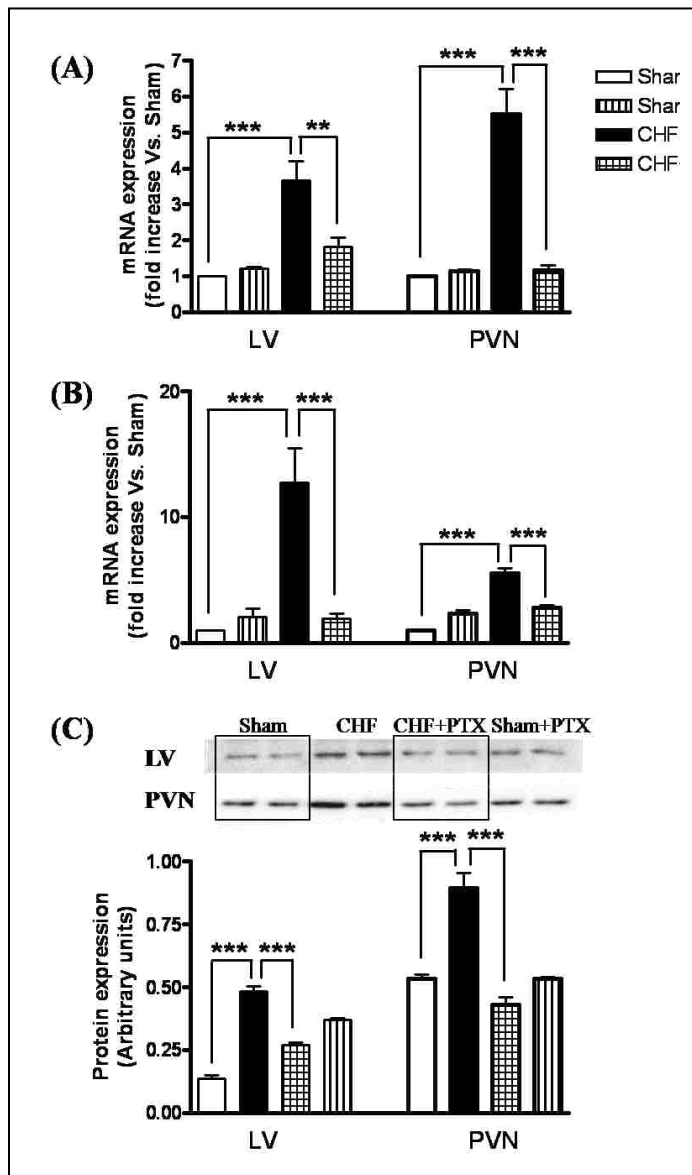 (A)
mRNA expression
(fold increase Vs. Sham)
7
6
5
4
3
2
1
0
***
**
***
***
LV
PVN
Shar
Shar
CHF
CHF
(B)
mRNA expression
(fold increase Vs. Sham)
20
10
0
***
***
***
***
LV
PVN
(C)
Sham CHF CHF+PTX Sham+PTX
LV
PVN
Protein expression
(Arbitrary units)
1.00
0.75
0.50
0.25
0.00
***
***
***
***
LV
PVN